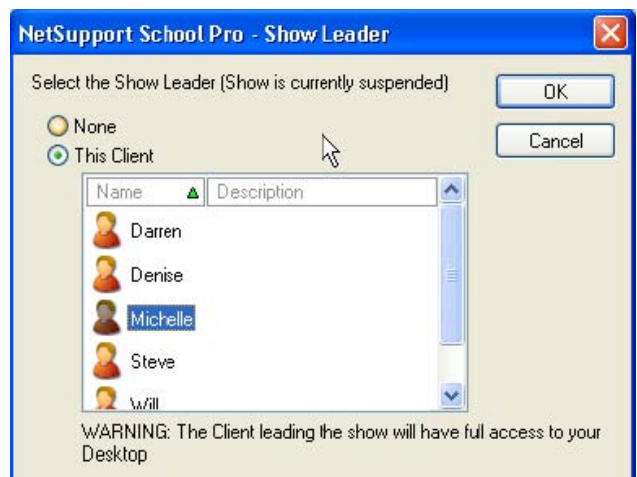 NetSupport School Pro - Show Leader
Select the Show Leader (Show is currently suspended)
OK
None
Cancel
This Client
Name Description
Darren
Denise
Michelle
Steve
Will
WARNING: The Client leading the show will have full access to your
Desktop